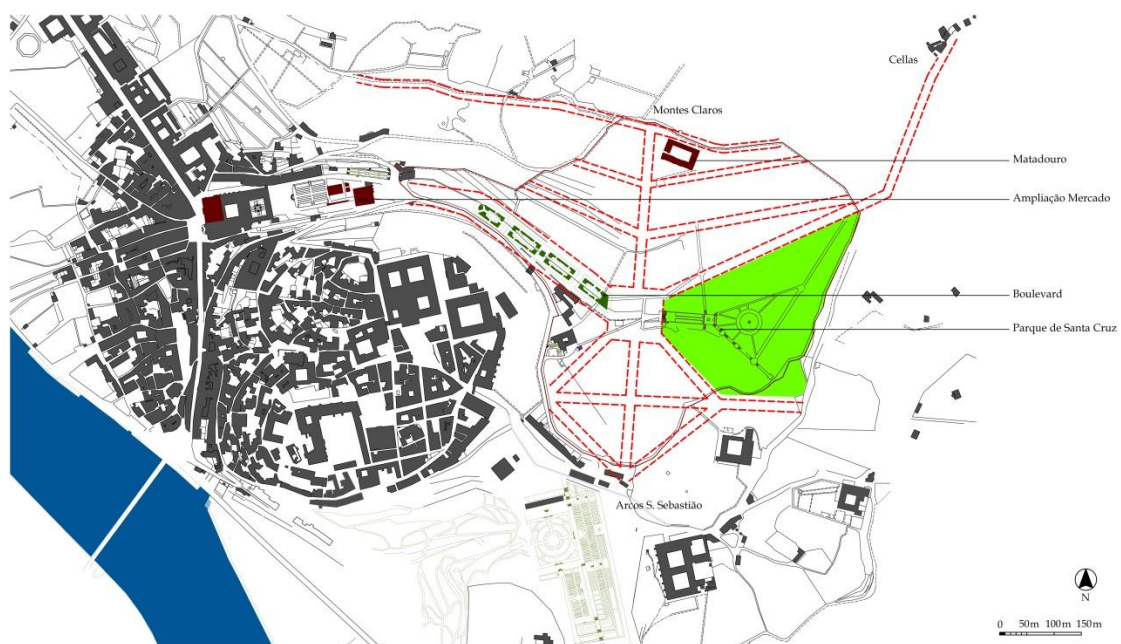 Cellas
Montes Claros
Matadouro
Ampliação Mercado
Boulevard
Parque de Santa Cruz
Arcos S. Sebastião
N
0 50m 100m 150m